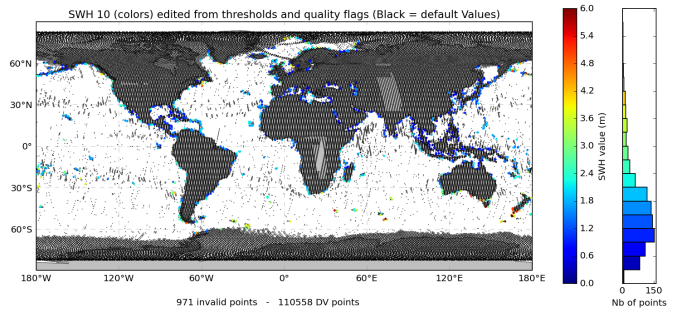 SWH 10 (colors) edited from thresholds and quality flags (Black = default Values)
60°N
30°N
0°
30°S
60°S
180°W
120°W
60°W
0°
60°E
120°E
180°E
971 invalid points - 110558 DV points
6.0
5.4
4.8
4.2
3.6
3.0
2.4
1.8
1.2
0.6
0.0
SWH value (m)
0
150
Nb of points